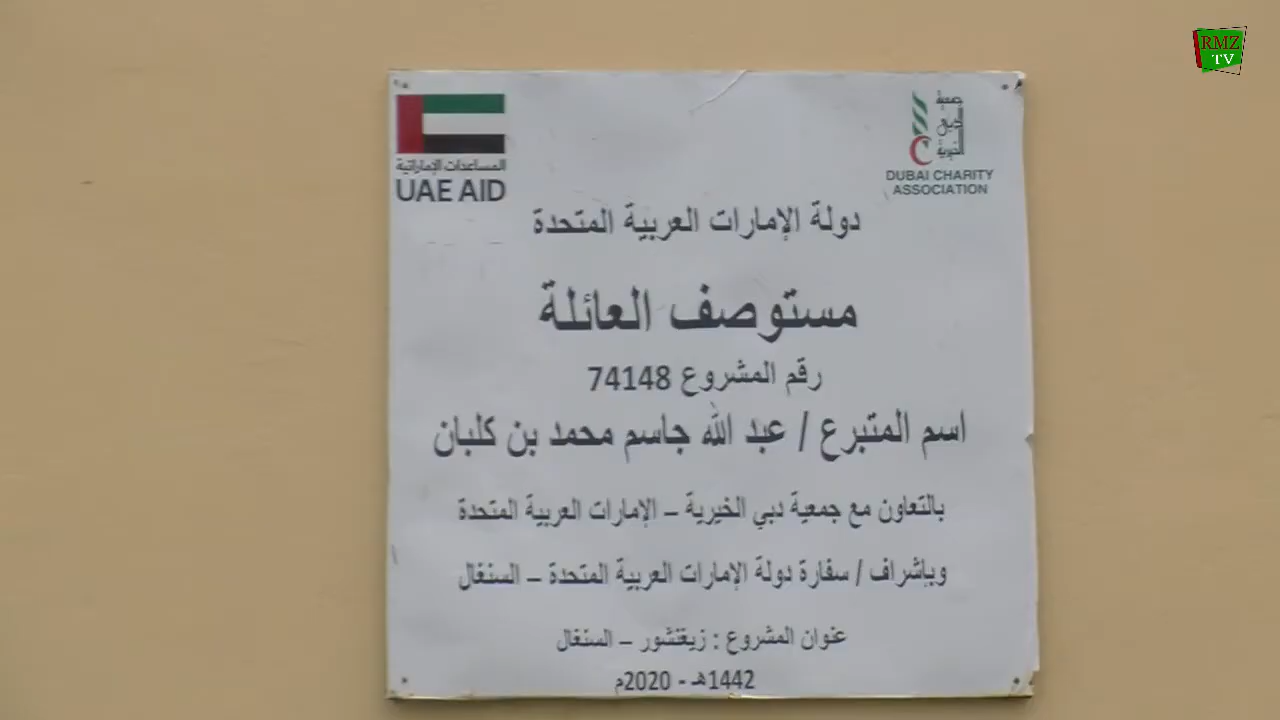 RMZ
TV
المساعدات الإماراتية
UAE AID
جمعية
دبي
الخيرية
DUBAI CHARITY
ASSOCIATION
دولة الإمارات العربية المتحدة
مستوصف العائلة
رقم المشروع 74148
اسم المتبرع / عبد الله جاسم محمد بن كلبان
بالتعاون مع جمعية دبي الخيرية – الإمارات العربية المتحدة
وبإشراف / سفارة دولة الإمارات العربية المتحدة – السنغال
عنوان المشروع : زيغنشور – السنغال
1442هـ - 2020م